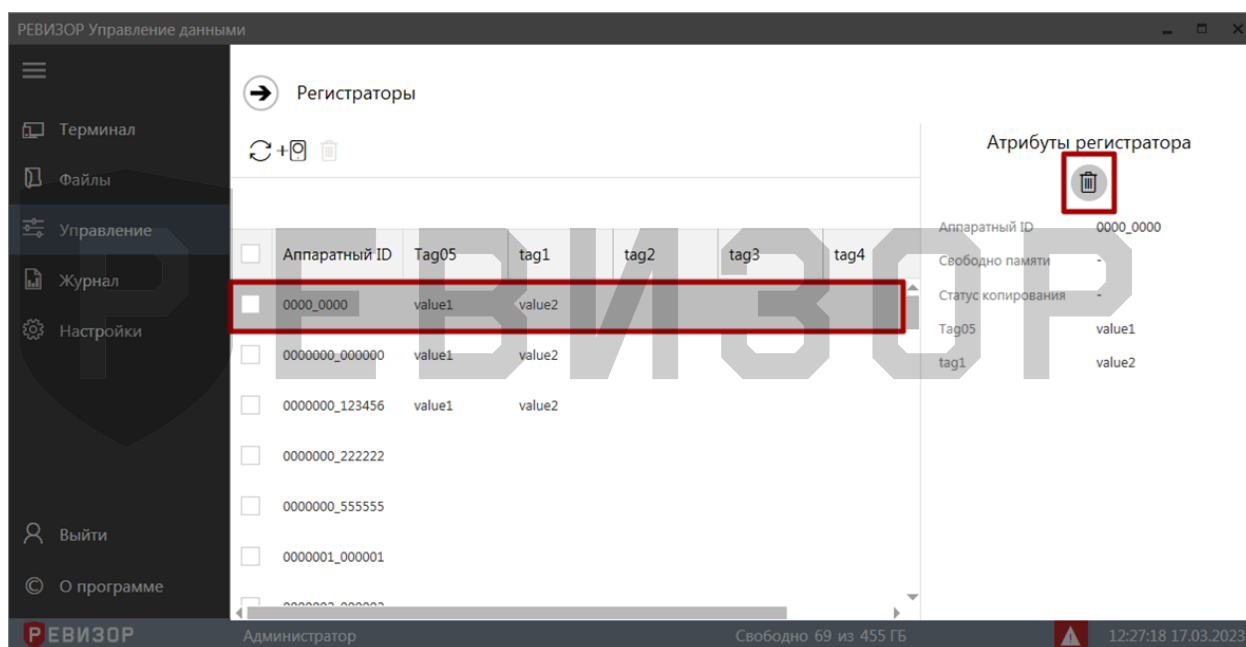 РЕВИЗОР Управление данными
Регистраторы
Терминал
Файлы
Управление
Журнал
Настройки
Выйти
О программе
Аппаратный ID Tag05 tag1 tag2 tag3 tag4
0000_0000 value1 value2
0000000_000000 value1 value2
0000000_123456 value1 value2
0000000_222222
0000000_555555
0000001_000001
Атрибуты регистратора
Аппаратный ID 0000_0000
Свободно памяти -
Статус копирования -
Tag05 value1
tag1 value2
РЕВИЗОР
РЕВИЗОР Администратор Свободно 69 из 455 ГБ 12:27:18 17.03.2023